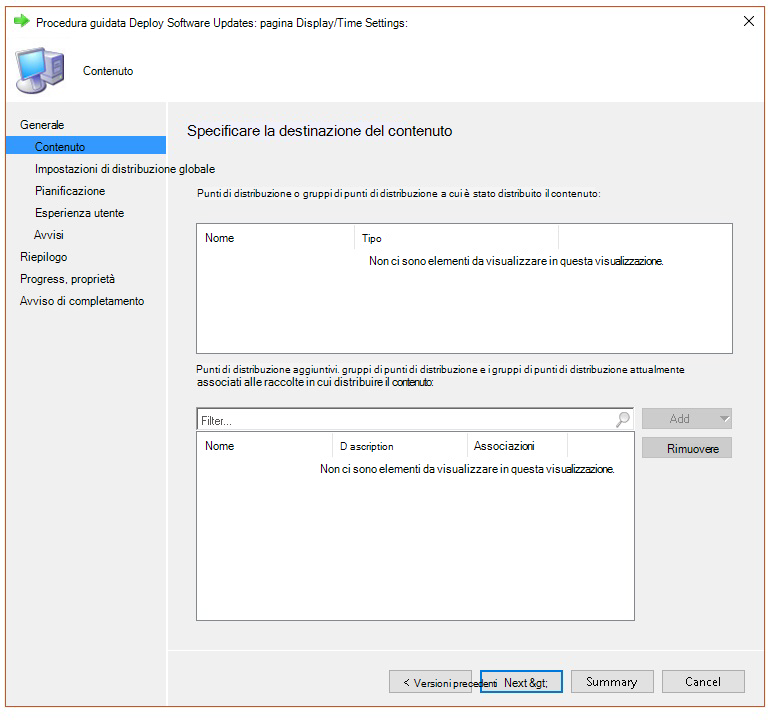 Procedura guidata Deploy Software Updates: pagina Display/Time Settings:
Contenuto
Generale
Contenuto
Impostazioni di distribuzione globale
Pianificazione
Esperienza utente
Avvisi
Riepilogo
Progress, proprietà
Avviso di completamento
Specificare la destinazione del contenuto
Punti di distribuzione o gruppi di punti di distribuzione a cui è stato distribuito il contenuto:
Nome Tipo
Non ci sono elementi da visualizzare in questa visualizzazione.
Punti di distribuzione aggiuntivi. gruppi di punti di distribuzione e i gruppi di punti di distribuzione attualmente
associati alle raccolte in cui distribuire il contenuto:
Filter... Add
Nome D ascription Associazioni Rimuovere
Non ci sono elementi da visualizzare in questa visualizzazione.
< Versioni precedenti Next &gt; Summary Cancel